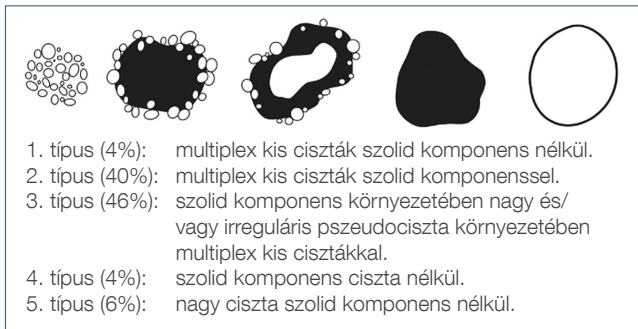 1. típus (4%): multiplex kis ciszták szolid komponens nélkül.
2. típus (40%): multiplex kis ciszták szolid komponenssel.
3. típus (46%): szolid komponens környezetében nagy és/
vagy irreguláris pszeudociszta környezetében
multiplex kis cisztákkal.
4. típus (4%): szolid komponens ciszta nélkül.
5. típus (6%): nagy ciszta szolid komponens nélkül.